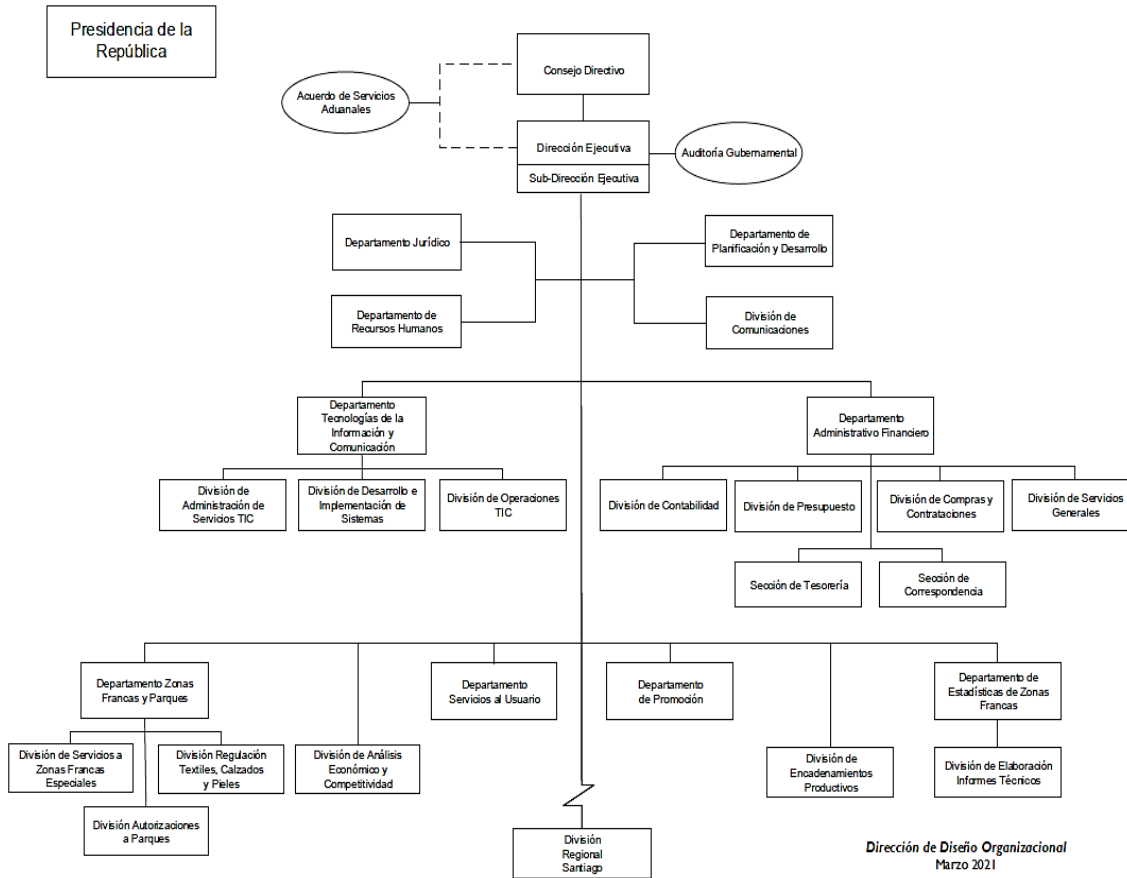 Presidencia de la
República
Consejo Directivo
Acuerdo de Servicios
Aduanales
Dirección Ejecutiva
Auditoría Gubernamental
Sub-Dirección Ejecutiva
Departamento Jurídico
Departamento de
Planificación y Desarrollo
Departamento de
Recursos Humanos
División de
Comunicaciones
Departamento
Tecnologías de la
Información y
Comunicación
Departamento
Administrativo Financiero
División de
Administración de
Servicios TIC
División de Desarrollo e
Implementación de
Sistemas
División de Operaciones
TIC
División de Contabilidad
División de Presupuesto
División de Compras y
Contrataciones
División de Servicios
Generales
Sección de Tesorería
Sección de
Correspondencia
Departamento Zonas
Francas y Parques
Departamento
Servicios al Usuario
Departamento
de Promoción
Departamento de
Estadísticas de Zonas
Francas
División de Servicios a
Zonas Francas
Especiales
División Regulación
Textiles, Calzados
y Pieles
División de Análisis
Económico y
Competitividad
División de
Encadenamientos
Productivos
División de Elaboración
Informes Técnicos
División Autorizaciones
a Parques
División
Regional
Santiago
Dirección de Diseño Organizacional
Marzo 2021